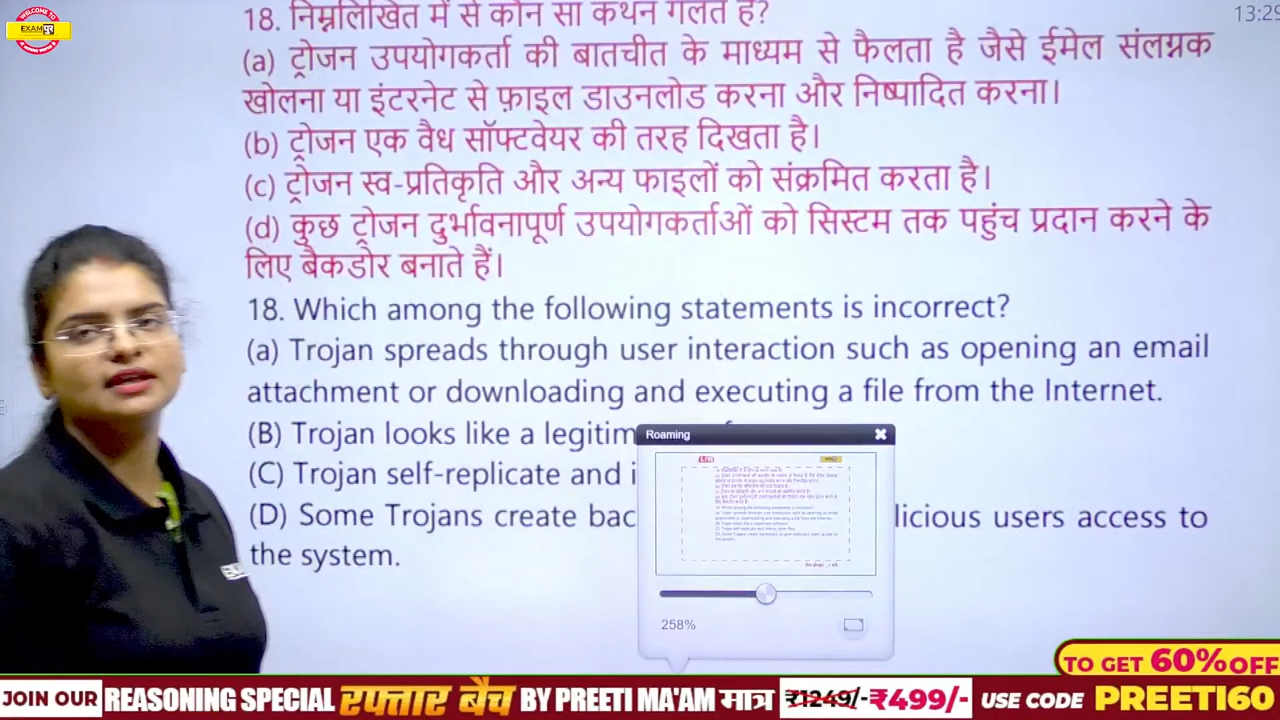 WELCOME TO
EXAMपुर
13:29
18. निम्नलिखित में से कौन सा कथन गलत है?
(a) ट्रोजन उपयोगकर्ता की बातचीत के माध्यम से फैलता है जैसे ईमेल संलग्नक
खोलना या इंटरनेट से फ़ाइल डाउनलोड करना और निष्पादित करना।
(b) ट्रोजन एक वैध सॉफ्टवेयर की तरह दिखता है।
(c) ट्रोजन स्व-प्रतिकृति और अन्य फाइलों को संक्रमित करता है।
(d) कुछ ट्रोजन दुर्भावनापूर्ण उपयोगकर्ताओं को सिस्टम तक पहुंच प्रदान करने के
लिए बैकडोर बनाते हैं।
18. Which among the following statements is incorrect?
(a) Trojan spreads through user interaction such as opening an email
attachment or downloading and executing a file from the Internet.
(B) Trojan looks like a legitim
(C) Trojan self-replicate and i
(D) Some Trojans create bac licious users access to
the system.
Roaming
LIVE
258%
TO GET 60% OFF
JOIN OUR REASONING SPECIAL रफ्तार बैच BY PREETI MA'AM मात्र ₹1249/- ₹499/- USE CODE PREETI60